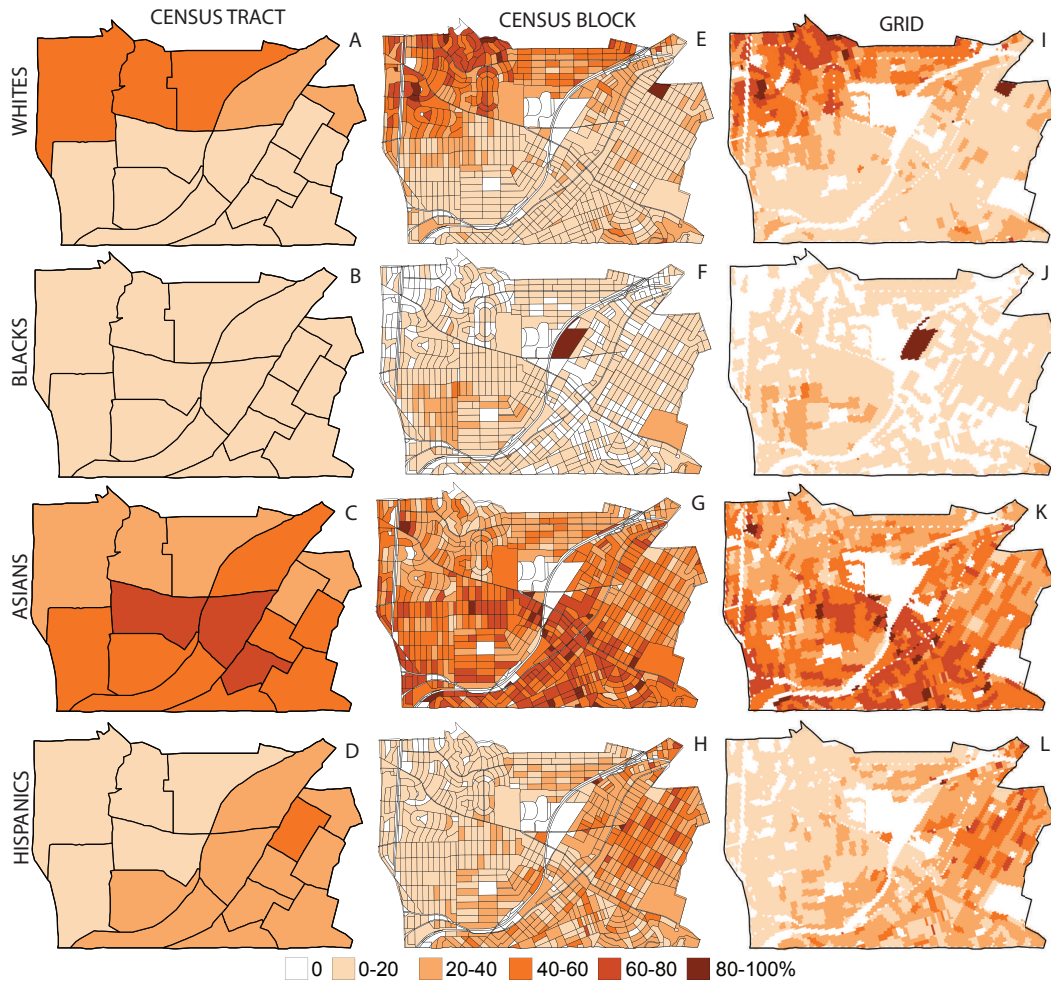 CENSUS TRACT
CENSUS BLOCK
GRID
WHITES
A
E
I
BLACKS
B
F
J
ASIANS
C
G
K
HISPANICS
D
H
L
0 0-20 20-40 40-60 60-80 80-100%